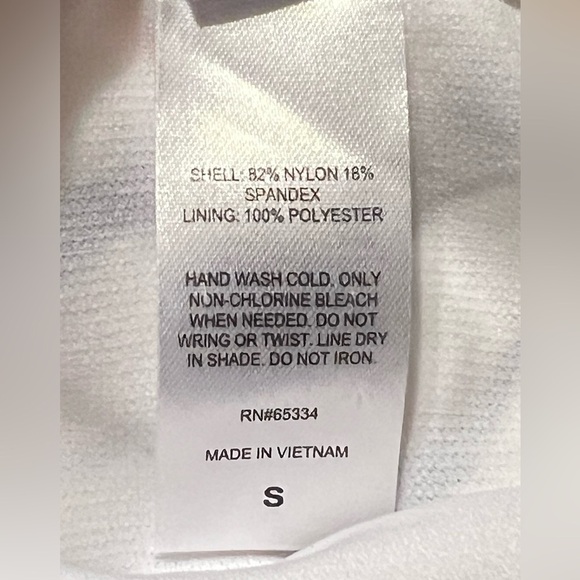 SHELL: 82% NYLON 18%
SPANDEX
LINING: 100% POLYESTER
HAND WASH COLD. ONLY
NON-CHLORINE BLEACH
WHEN NEEDED. DO NOT
WRING OR TWIST. LINE DRY
IN SHADE. DO NOT IRON.
RN#65334
MADE IN VIETNAM
S